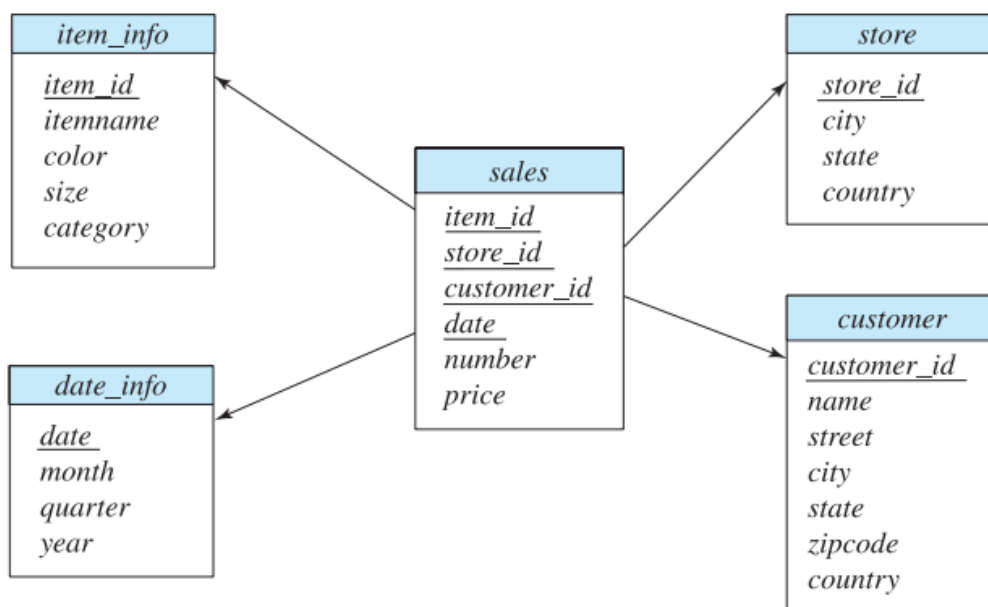 item_info
item_id
itemname
color
size
category
store
store_id
city
state
country
sales
item_id
store_id
customer_id
date
number
price
date_info
date
month
quarter
year
customer
customer_id
name
street
city
state
zipcode
country